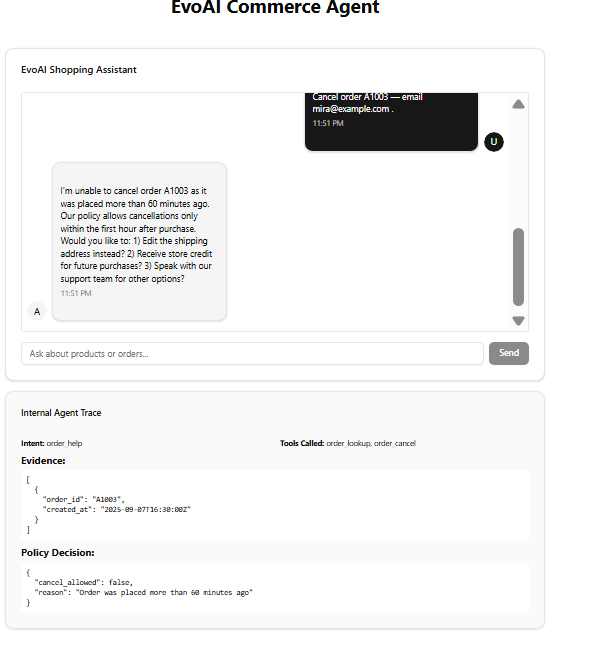 EvoAI Commerce Agent
EvoAI Shopping Assistant
Cancel order A1003 — email
mira@example.com .
11:51 PM
U
I'm unable to cancel order A1003 as it
was placed more than 60 minutes ago.
Our policy allows cancellations only
within the first hour after purchase.
Would you like to: 1) Edit the shipping
address instead? 2) Receive store credit
for future purchases? 3) Speak with our
support team for other options?
11:51 PM
A
Ask about products or orders...
Send
Internal Agent Trace
Intent: order_help
Tools Called: order_lookup, order_cancel
Evidence:
[
{
"order_id": "A1003",
"created_at": "2025-09-07T16:30:00Z"
}
]
Policy Decision:
{
"cancel_allowed": false,
"reason": "Order was placed more than 60 minutes ago"
}